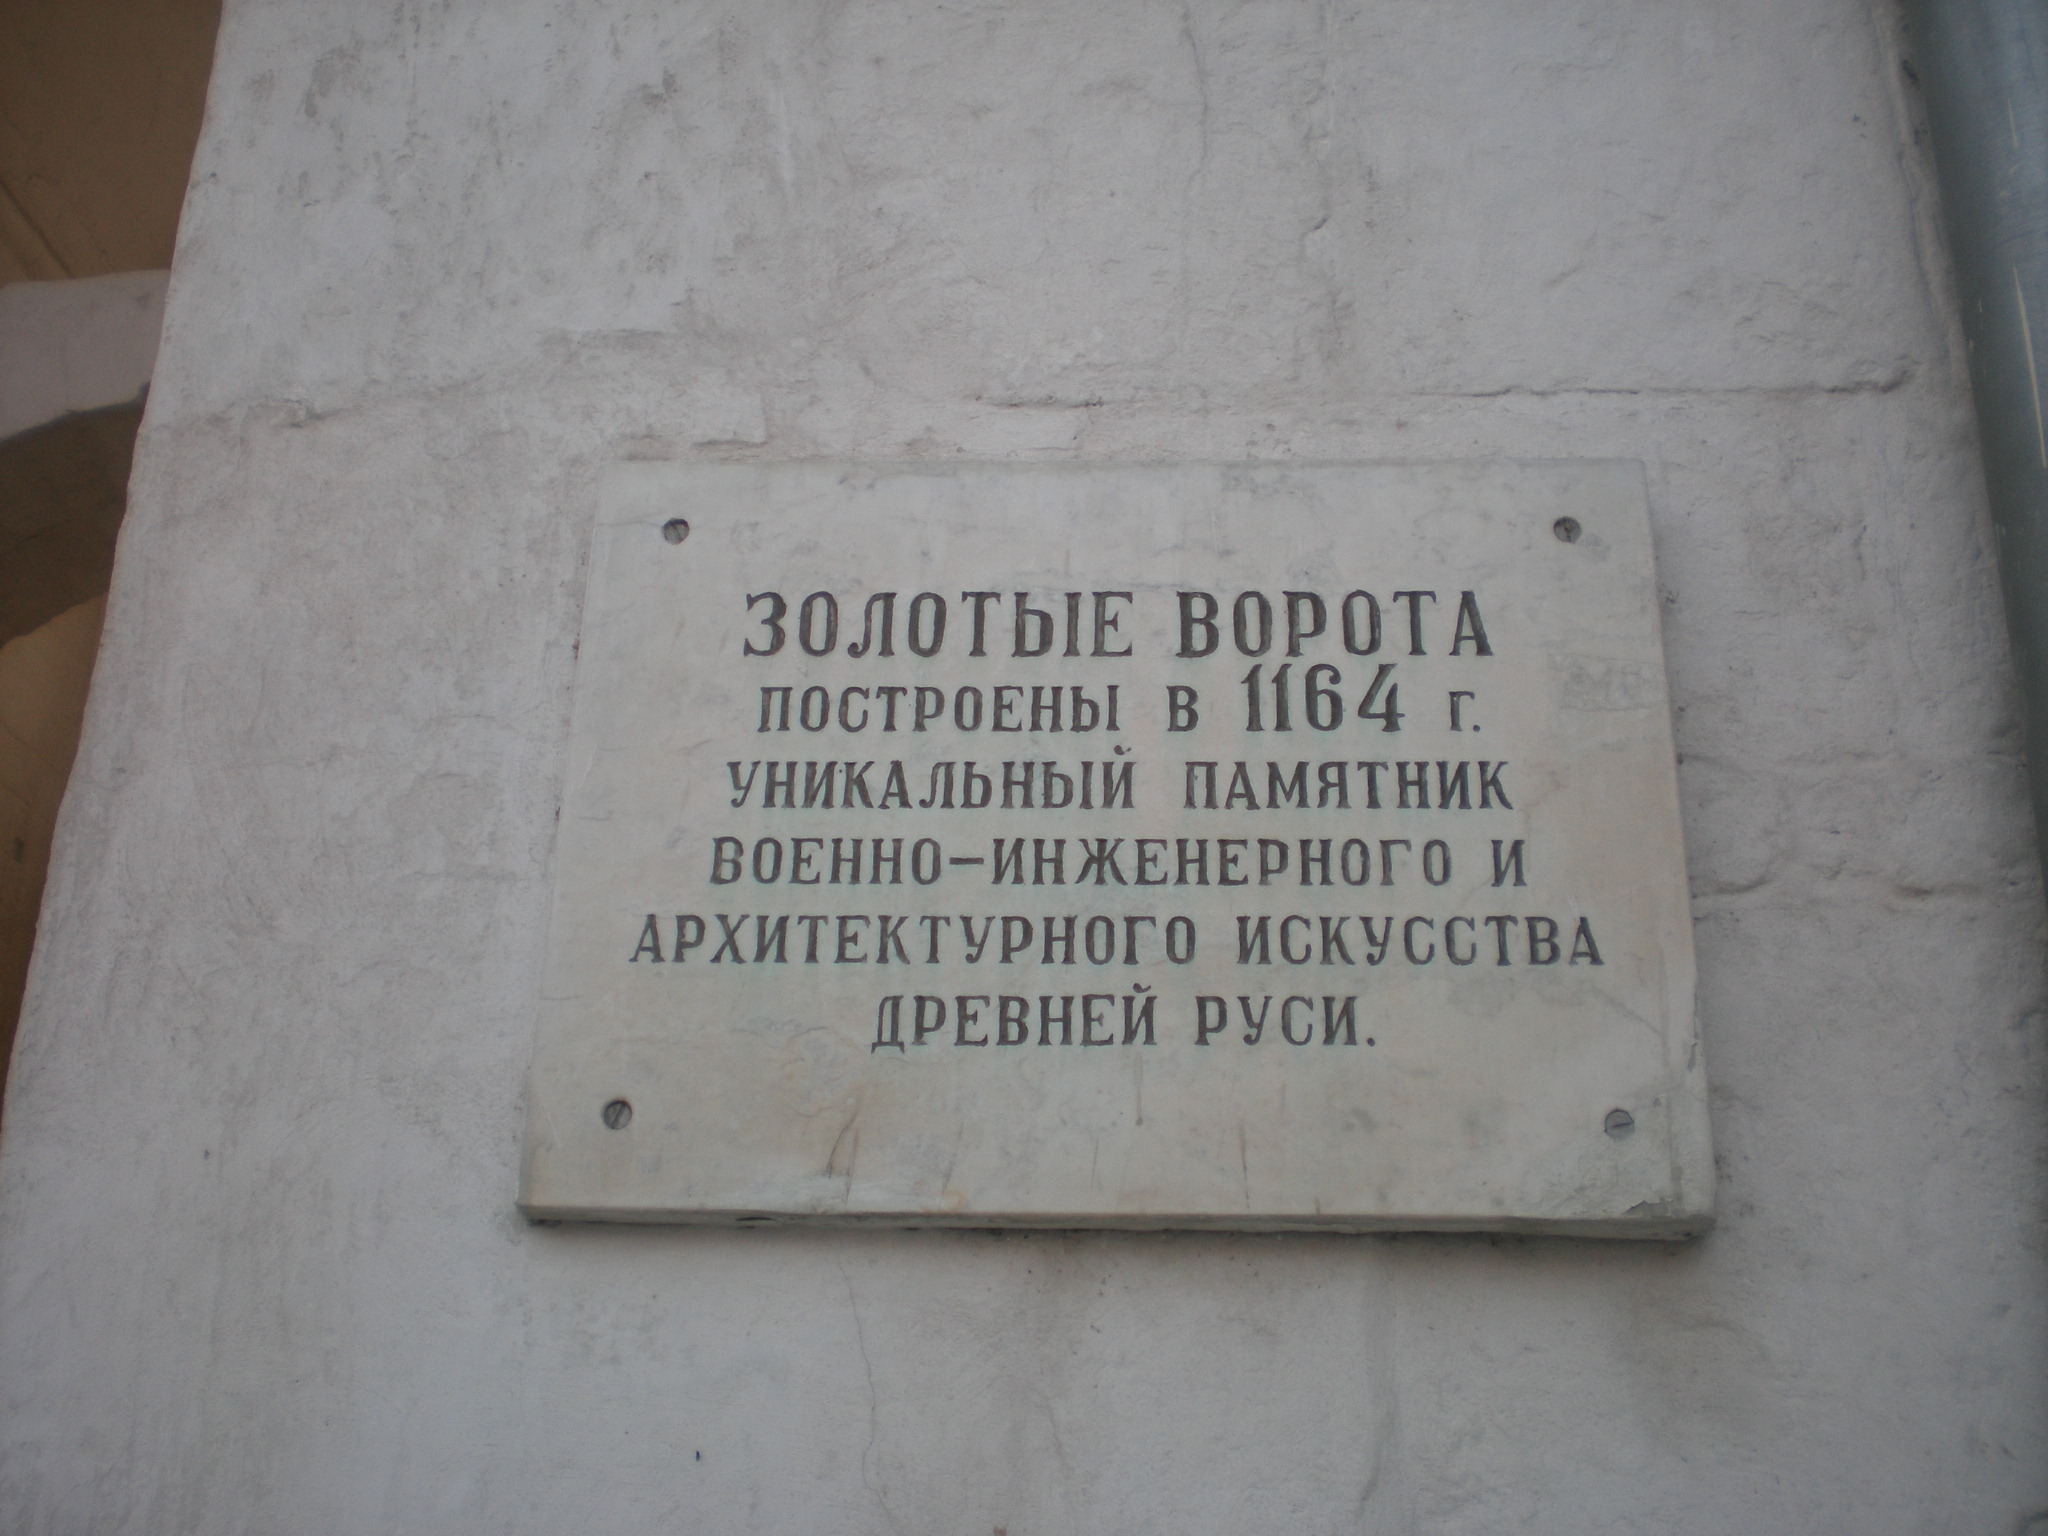 ЗОЛОТЫЕ ВОРОТА
ПОСТРОЕНЫ В 1164 Г.
УНИКАЛЬНЫЙ ПАМЯТНИК
ВОЕННО-ИНЖЕНЕРНОГО И
АРХИТЕКТУРНОГО ИСКУССТВА
ДРЕВНЕЙ РУСИ.